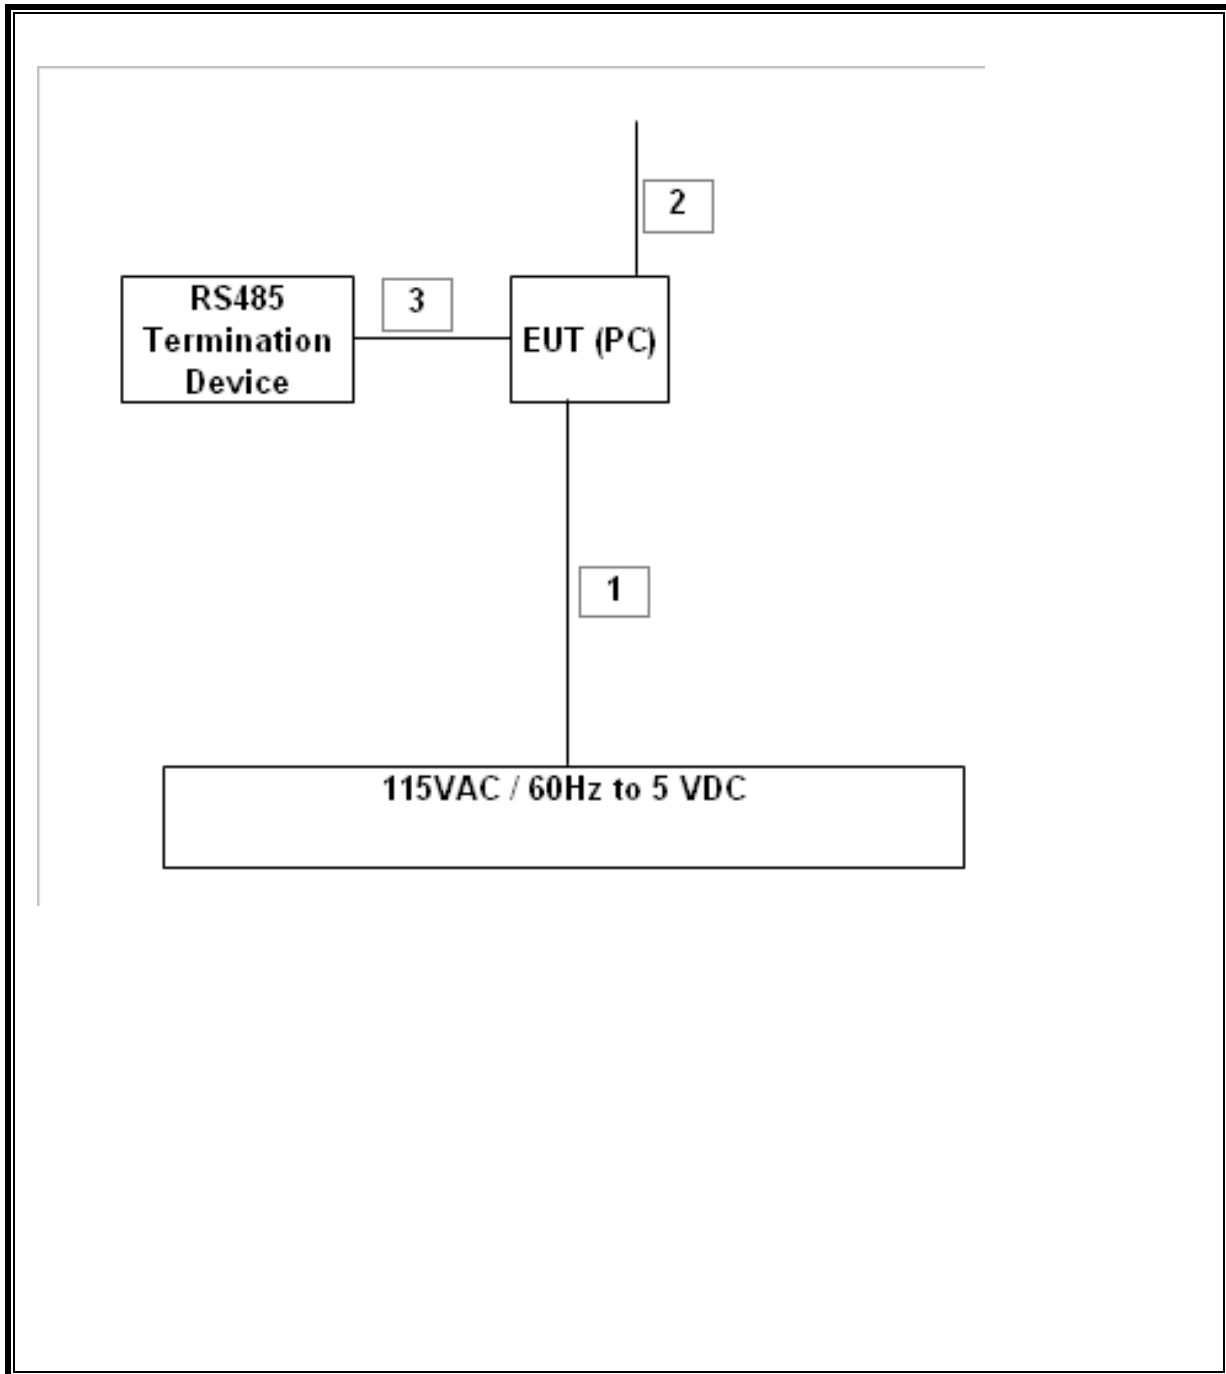 2
RS485
Termination
Device
3
EUT (PC)
1
115VAC / 60Hz to 5 VDC